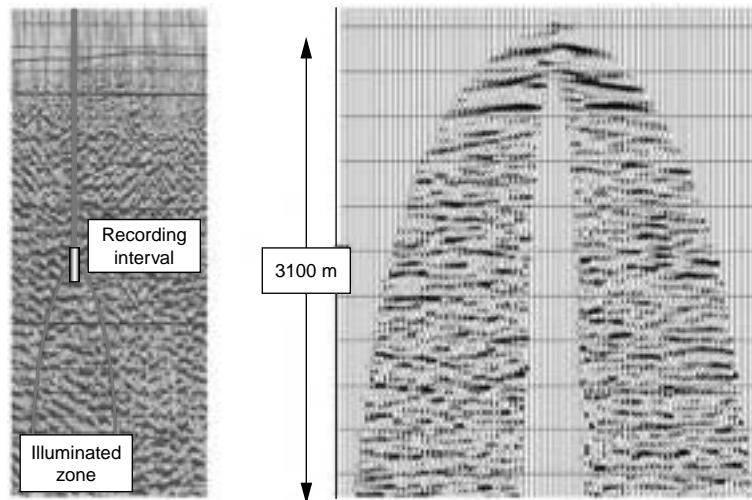 Recording
interval
3100 m
Illuminated
zone